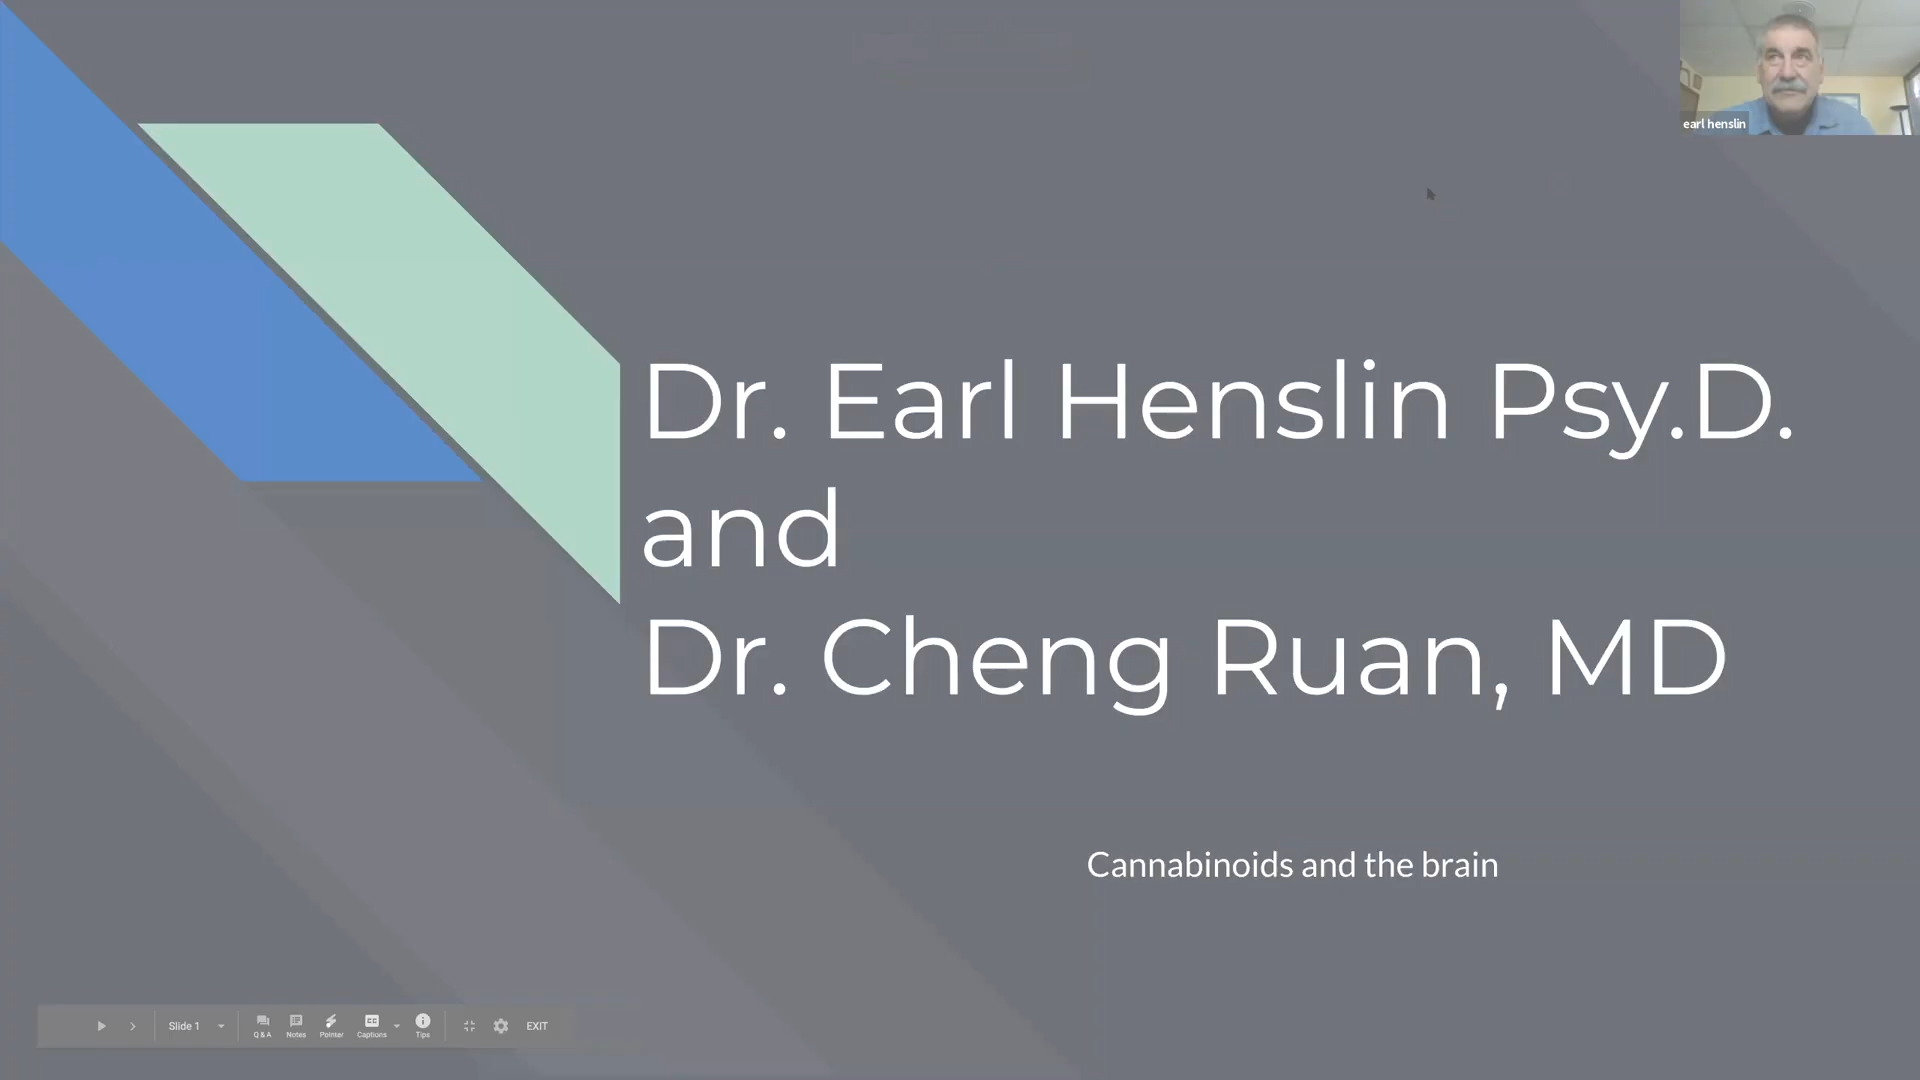 earl henslin
Dr. Earl Henslin Psy.D.
and
Dr. Cheng Ruan, MD
Cannabinoids and the brain
Slide 1
Q & A
Notes
Pointer
Captions
Tips
EXIT